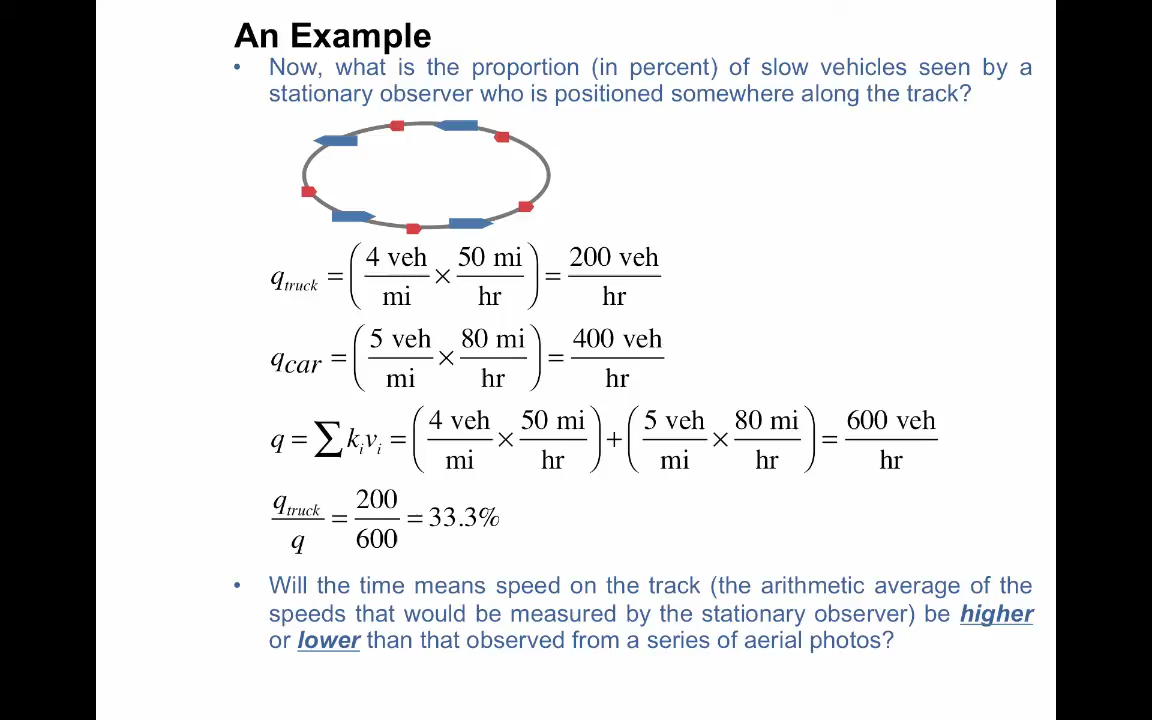 An Example
• Now, what is the proportion (in percent) of slow vehicles seen by a
stationary observer who is positioned somewhere along the track?
q_truck = (4 veh/mi × 50 mi/hr) = 200 veh/hr
q_car = (5 veh/mi × 80 mi/hr) = 400 veh/hr
q = ∑ k_i v_i = (4 veh/mi × 50 mi/hr) + (5 veh/mi × 80 mi/hr) = 600 veh/hr
q_truck/q = 200/600 = 33.3%
• Will the time means speed on the track (the arithmetic average of the
speeds that would be measured by the stationary observer) be higher
or lower than that observed from a series of aerial photos?